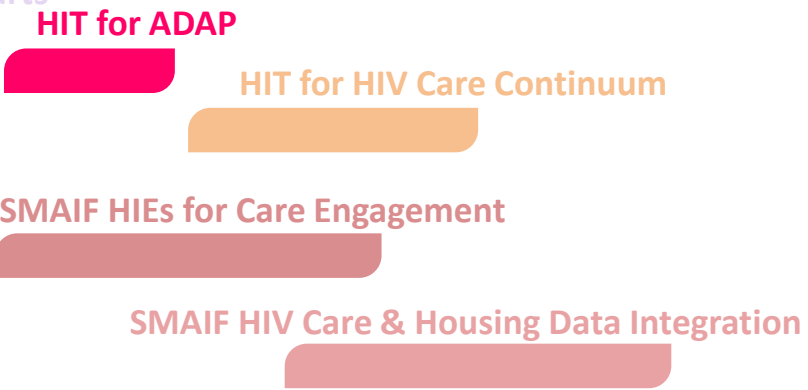 HIT for ADAP
HIT for HIV Care Continuum
SMAIF HIEs for Care Engagement
SMAIF HIV Care & Housing Data Integration